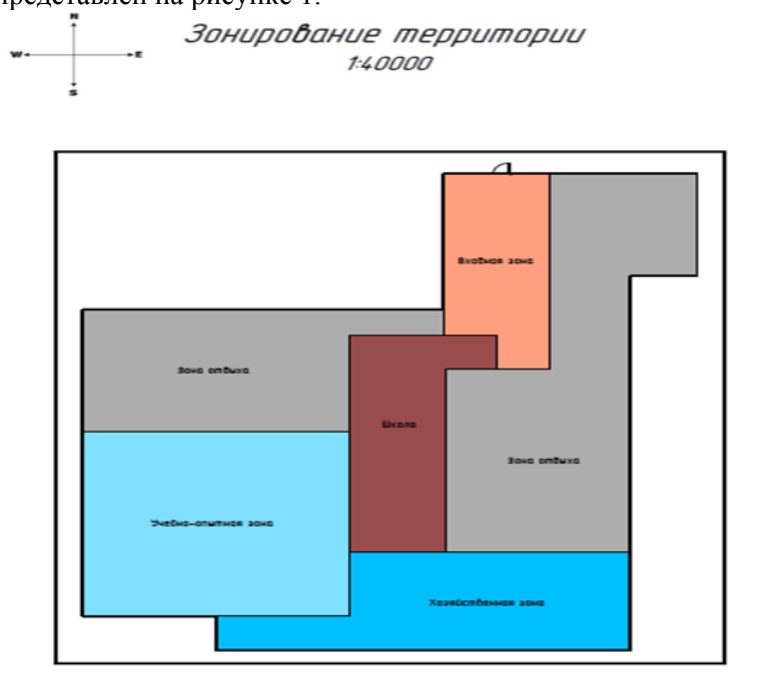 представлен на рисунке 1.
N
W E
S
Зонирование территории
1:40000
Входная зона
Зона отдыха
Школа
Зона отдыха
Учебно-опытная зона
Хозяйственная зона